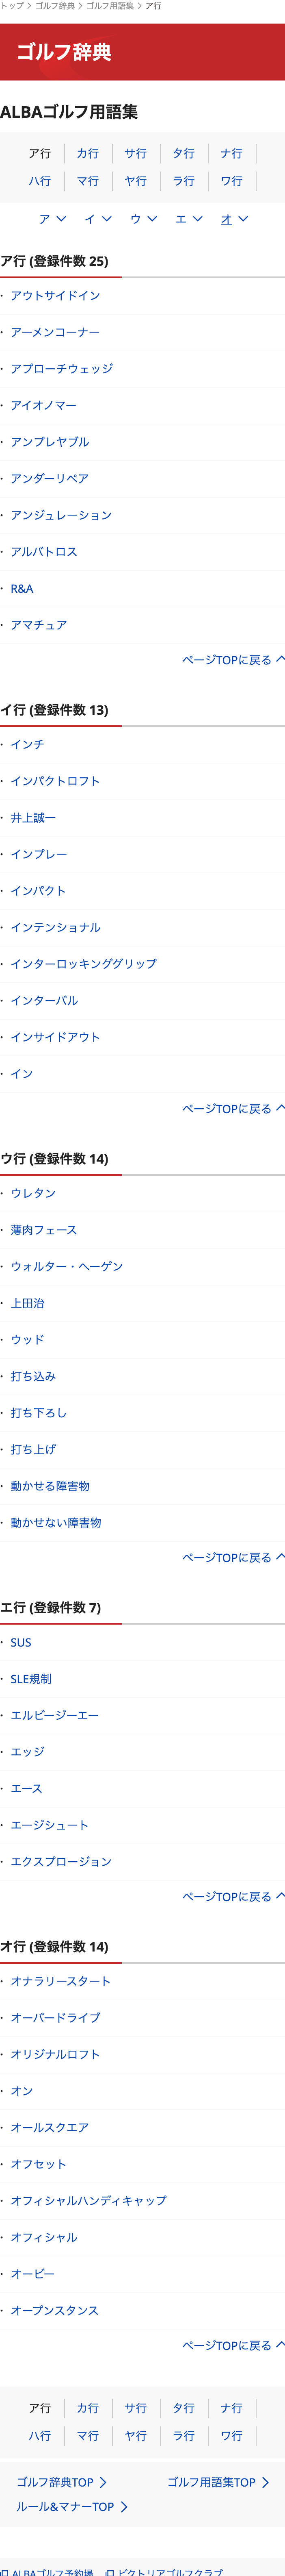 トップ > ゴルフ辞典 > ゴルフ用語集 > ア行
ゴルフ辞典
ALBAゴルフ用語集
ア行 カ行 サ行 タ行 ナ行
ハ行 マ行 ヤ行 ラ行 ワ行
ア イ ウ エ オ
ア行 (登録件数 25)
・ アウトサイドイン
・ アーメンコーナー
・ アプローチウェッジ
・ アイオノマー
・ アンプレヤブル
・ アンダーリペア
・ アンジュレーション
・ アルバトロス
・ R&A
・ アマチュア
ページTOPに戻る
イ行 (登録件数 13)
・ インチ
・ インパクトロフト
・ 井上誠一
・ インプレー
・ インパクト
・ インテンショナル
・ インターロッキンググリップ
・ インターバル
・ インサイドアウト
・ イン
ページTOPに戻る
ウ行 (登録件数 14)
・ ウレタン
・ 薄肉フェース
・ ウォルター・ヘーゲン
・ 上田治
・ ウッド
・ 打ち込み
・ 打ち下ろし
・ 打ち上げ
・ 動かせる障害物
・ 動かせない障害物
ページTOPに戻る
エ行 (登録件数 7)
・ SUS
・ SLE規制
・ エルピージーエー
・ エッジ
・ エース
・ エージシュート
・ エクスプロージョン
ページTOPに戻る
オ行 (登録件数 14)
・ オナラリースタート
・ オーバードライブ
・ オリジナルロフト
・ オン
・ オールスクエア
・ オフセット
・ オフィシャルハンディキャップ
・ オフィシャル
・ オービー
・ オープンスタンス
ページTOPに戻る
ア行 カ行 サ行 タ行 ナ行
ハ行 マ行 ヤ行 ラ行 ワ行
ゴルフ辞典TOP ゴルフ用語集TOP
ルール&マナーTOP
ALBAゴルフ予約場 ビクトリアゴルフクラブ